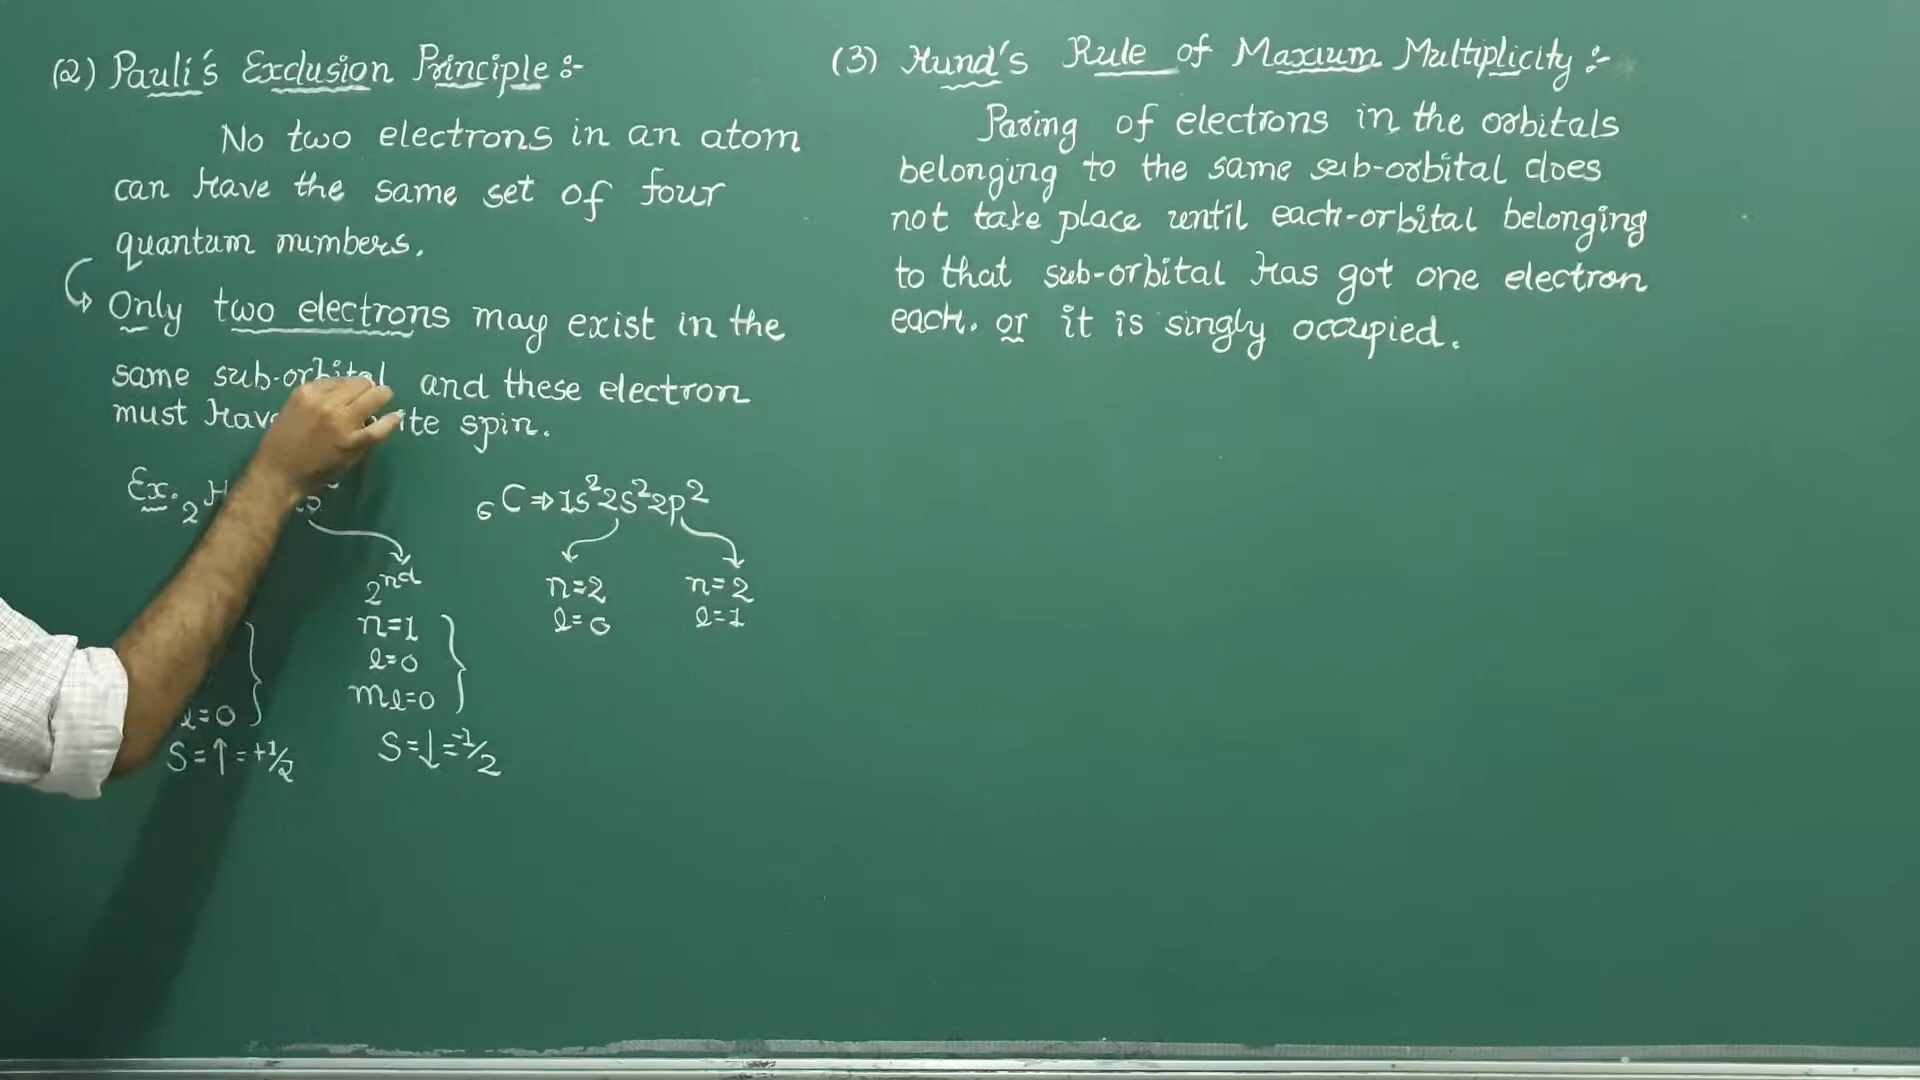 (2) Pauli's Exclusion Principle :-
No two electrons in an atom
can have the same set of four
quantum numbers.
Only two electrons may exist in the
same sub-orbital and these electron
must have spin.
Ex. ₂H
₆C ⇒ 1s² 2s² 2p²
2nd
n=1
l=0
ml=0
S=↓=-1/2
l=0
S=↑=+1/2
n=2
l=0
n=2
l=1
(3) Hund's Rule of Maxium Multiplicity :-
Paring of electrons in the orbitals
belonging to the same sub-orbital does
not take place until each-orbital belonging
to that sub-orbital has got one electron
each. or it is singly occupied.